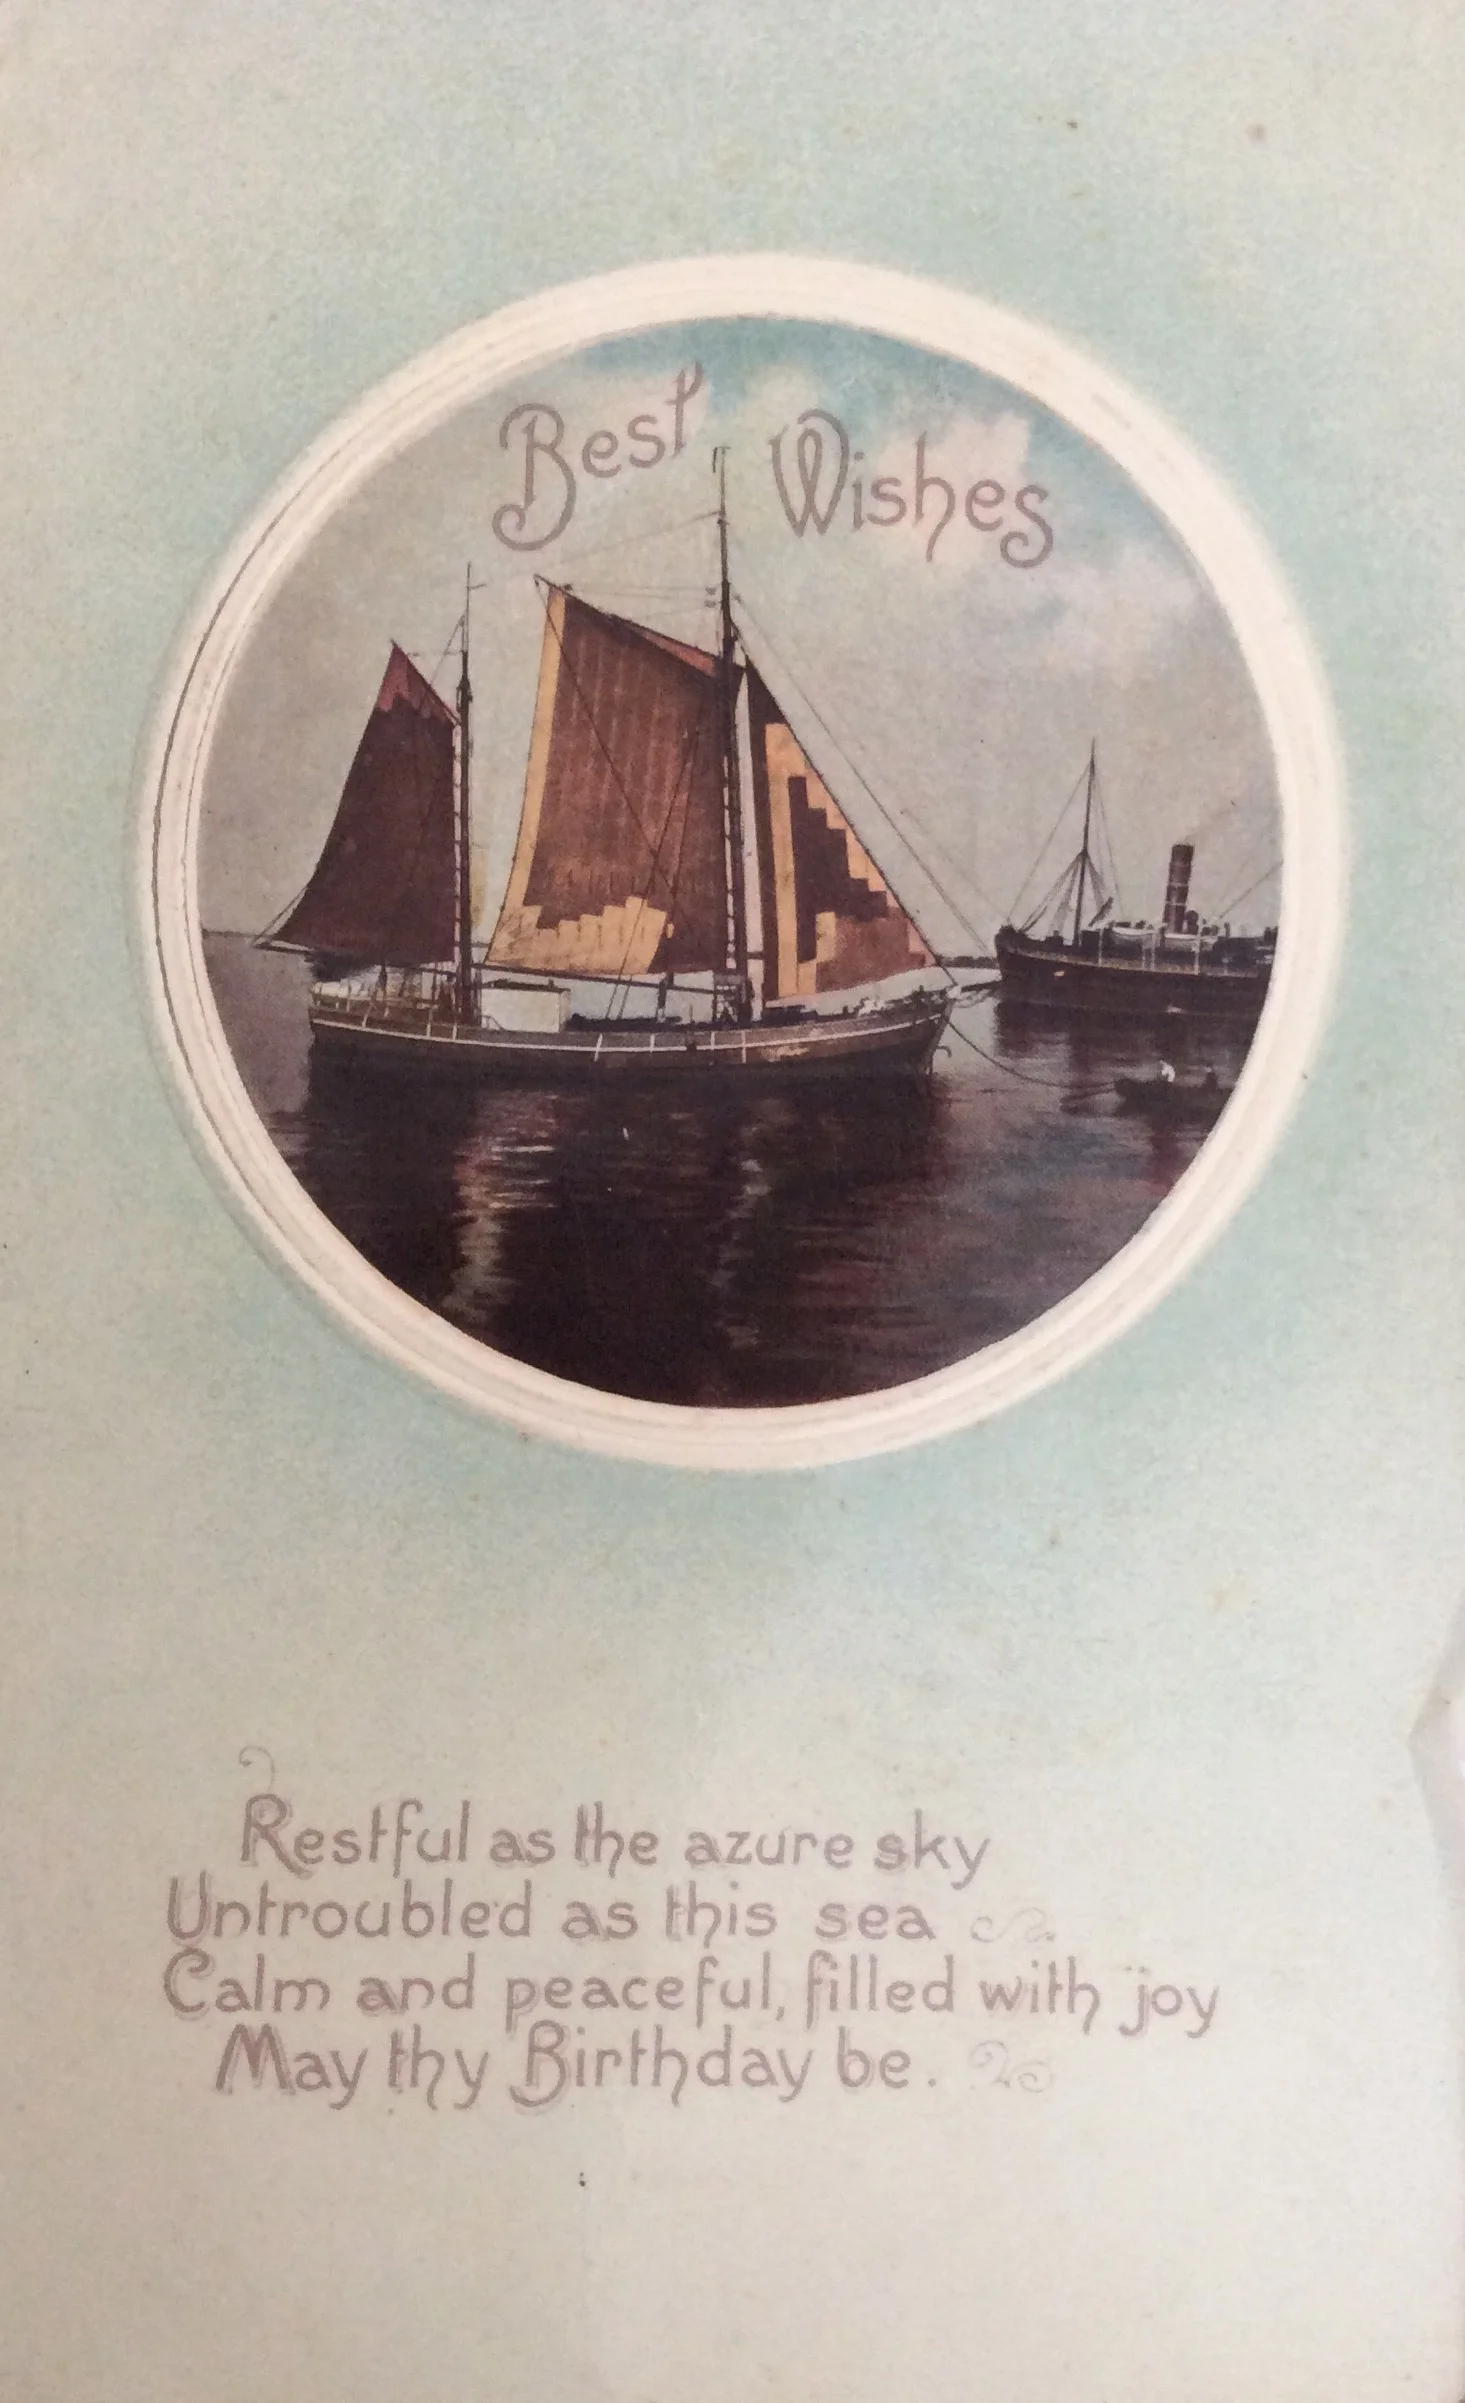 Best Wishes
Restful as the azure sky
Untroubled as this sea
Calm and peaceful, filled with joy
May thy Birthday be.